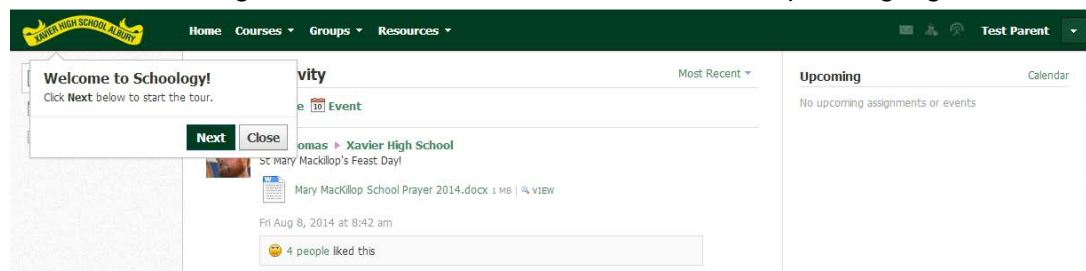 XAVIER HIGH SCHOOL ALBURY
Home Courses Groups Resources
Test Parent
Welcome to Schoology!
Click Next below to start the tour.
Next Close
vity
Most Recent
e 10 Event
omas Xavier High School
St Mary Mackillop's Feast Day!
Mary MacKillop School Prayer 2014.docx 1 MB | VIEW
Fri Aug 8, 2014 at 8:42 am
4 people liked this
Upcoming
Calendar
No upcoming assignments or events